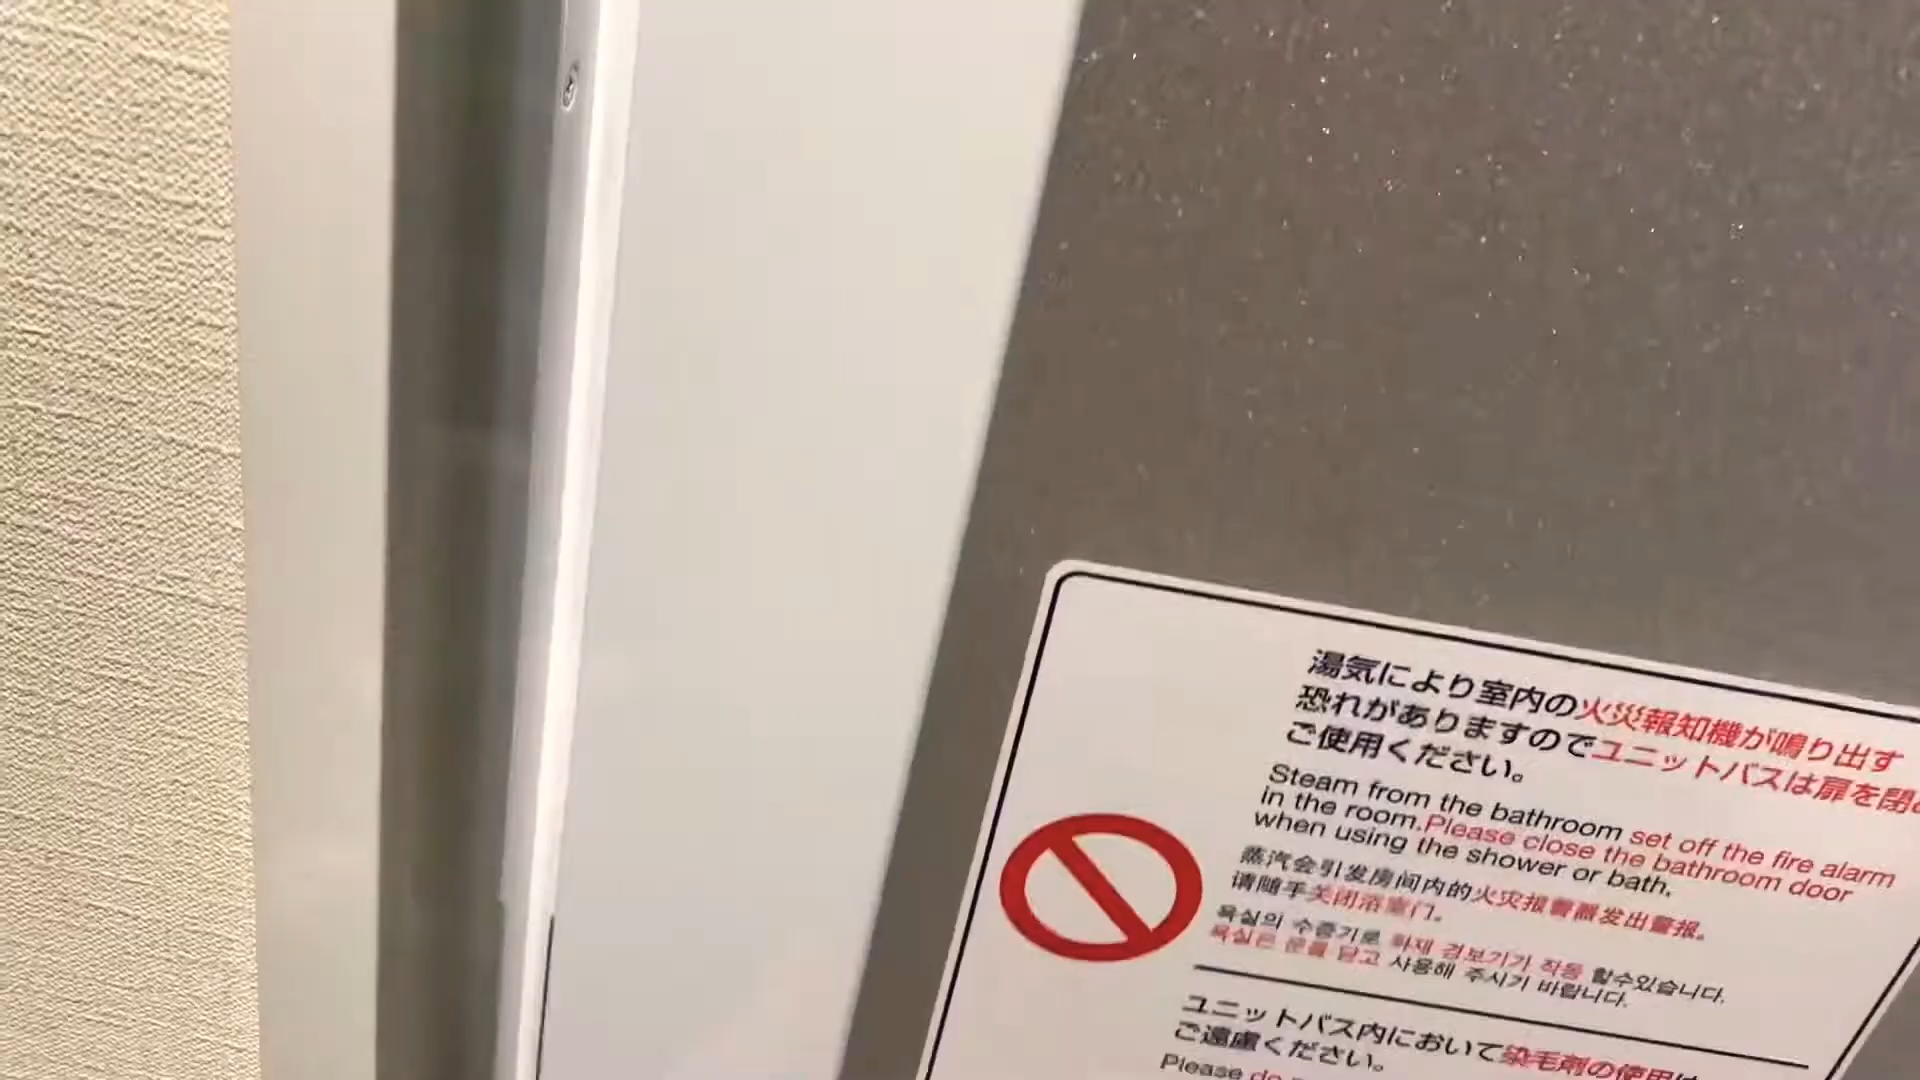 湯気により室内の火災報知機が鳴り出す
恐れがありますのでユニットバスは扉を閉
ご使用ください。
Steam from the bathroom set off the fire alarm
in the room.Please close the bathroom door
when using the shower or bath.
蒸汽会引发房间内的火灾报警器发出警报。
请随手关闭浴室门。
욕실의 수증기로 화재 경보기가 작동 할수있습니다.
욕실은 문을 닫고 사용해 주시기 바랍니다.
ユニットバス内において染毛剤の使用は
ご遠慮ください。
Please do